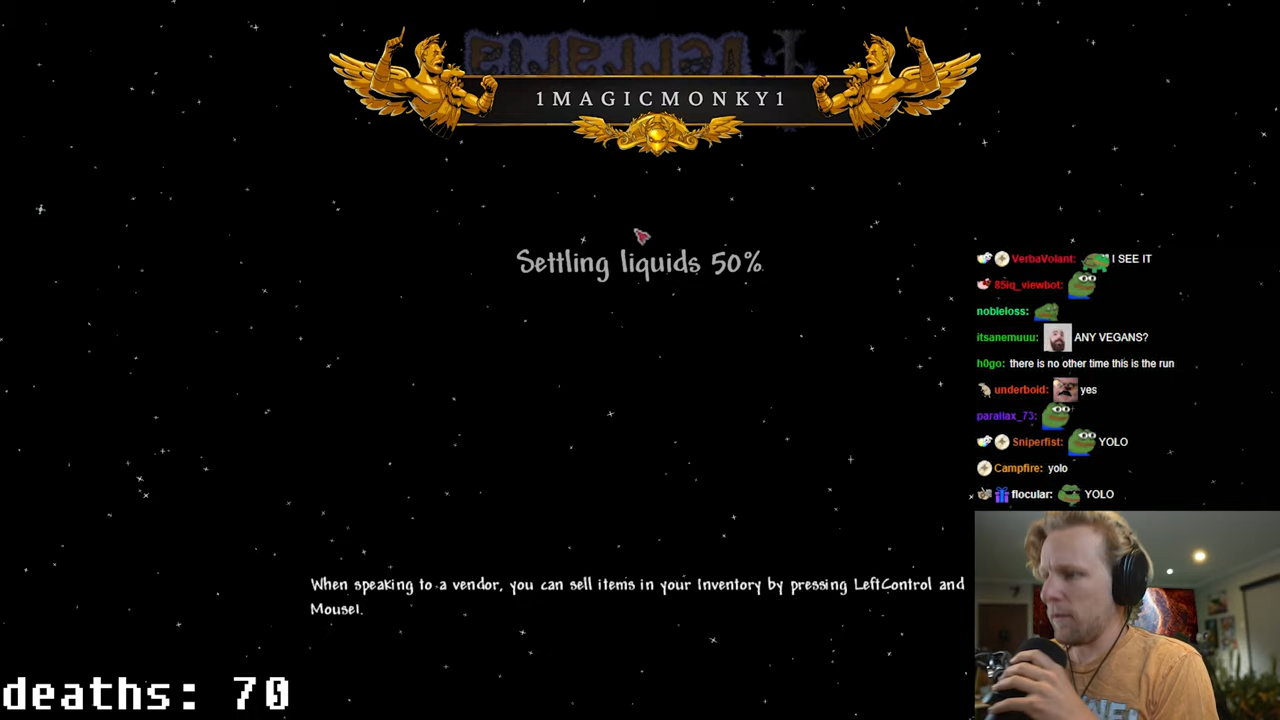 1MAGICMONKY1
Settling liquids 50%
VerbaVolant: I SEE IT
85iq_viewbot:
nobleloss:
itsanemuuu: ANY VEGANS?
h0go: there is no other time this is the run
underboid: yes
parallax_73:
Sniperfist: YOLO
Campfire: yolo
flocular: YOLO
When speaking to a vendor, you can sell items in your Inventory by pressing LeftControl and
Mouse1.
deaths: 70